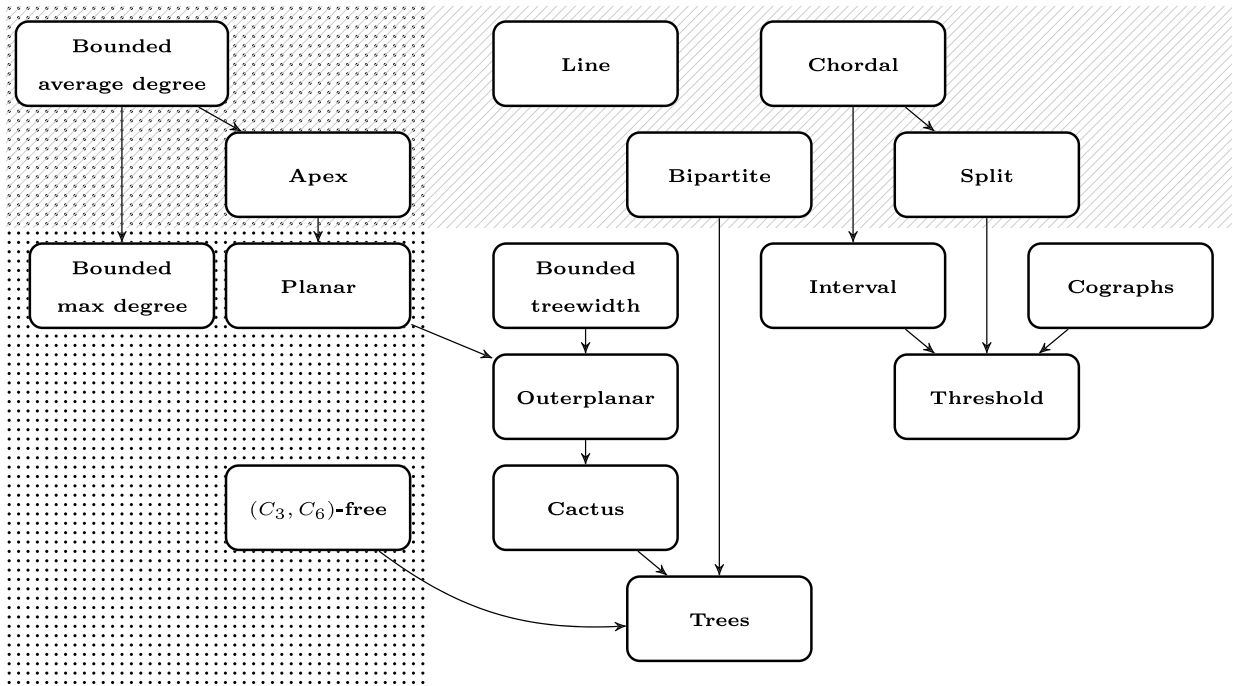 Bounded
average degree
Line
Chordal
Apex
Bipartite
Split
Bounded
max degree
Planar
Bounded
treewidth
Interval
Cographs
Outerplanar
Threshold
(C₃, C₆)-free
Cactus
Trees